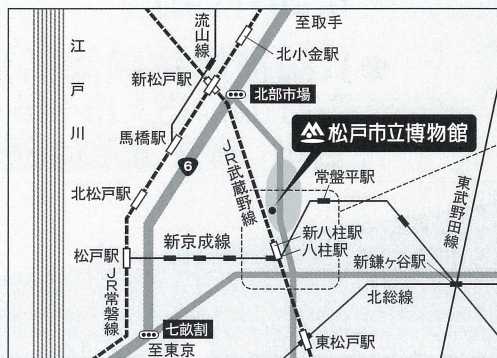 至取手
流山線
北小金駅
江戸川
新松戸駅
北部市場
松戸市立博物館
馬橋駅
6
JR武蔵野線
常盤平駅
東武野田線
北松戸駅
新京成線
新八柱駅
八柱駅
松戸駅
新鎌ヶ谷駅
JR常磐線
北総線
七畝割
至東京
東松戸駅